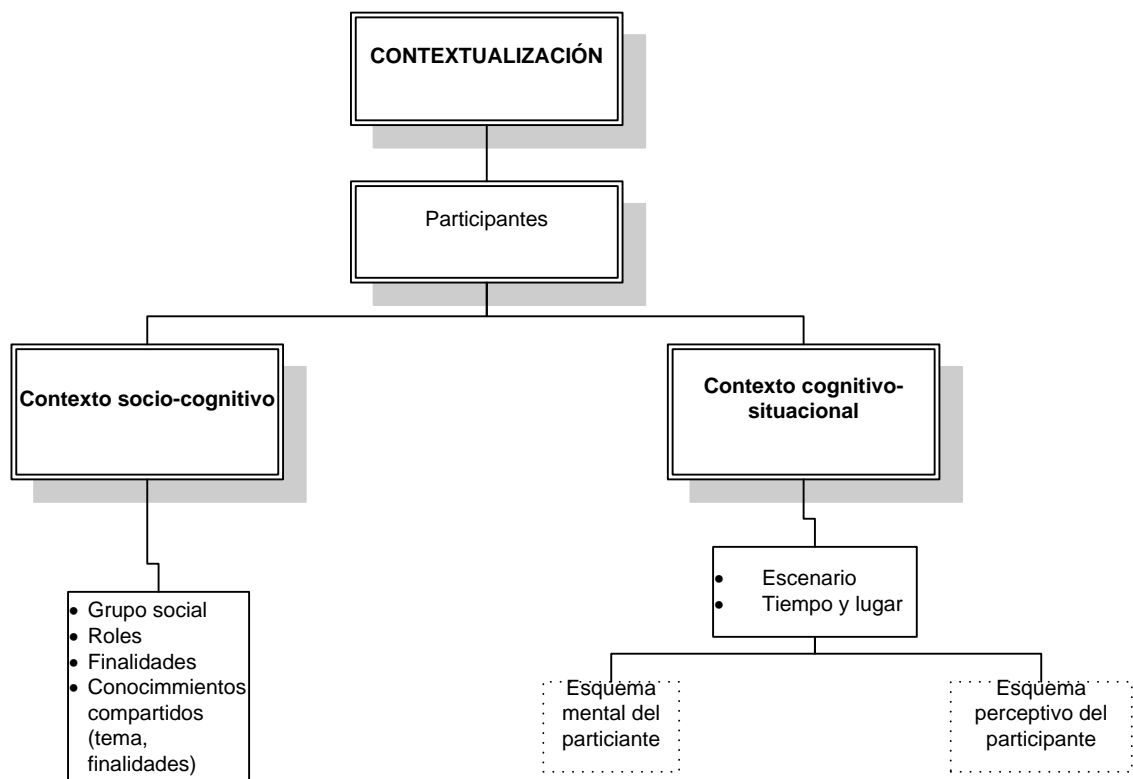 CONTEXTUALIZACIÓN
Participantes
Contexto socio-cognitivo
Contexto cognitivo-
situacional
• Grupo social
• Roles
• Finalidades
• Conocimmientos
compartidos
(tema,
finalidades)
• Escenario
• Tiempo y lugar
Esquema
mental del
particiante
Esquema
perceptivo del
participante